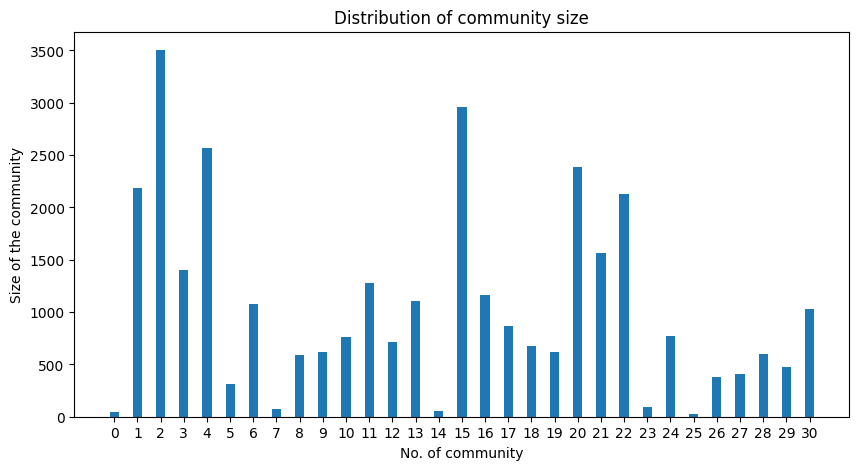 Distribution of community size
Size of the community
3500
3000
2500
2000
1500
1000
500
0
0 1 2 3 4 5 6 7 8 9 10 11 12 13 14 15 16 17 18 19 20 21 22 23 24 25 26 27 28 29 30
No. of community